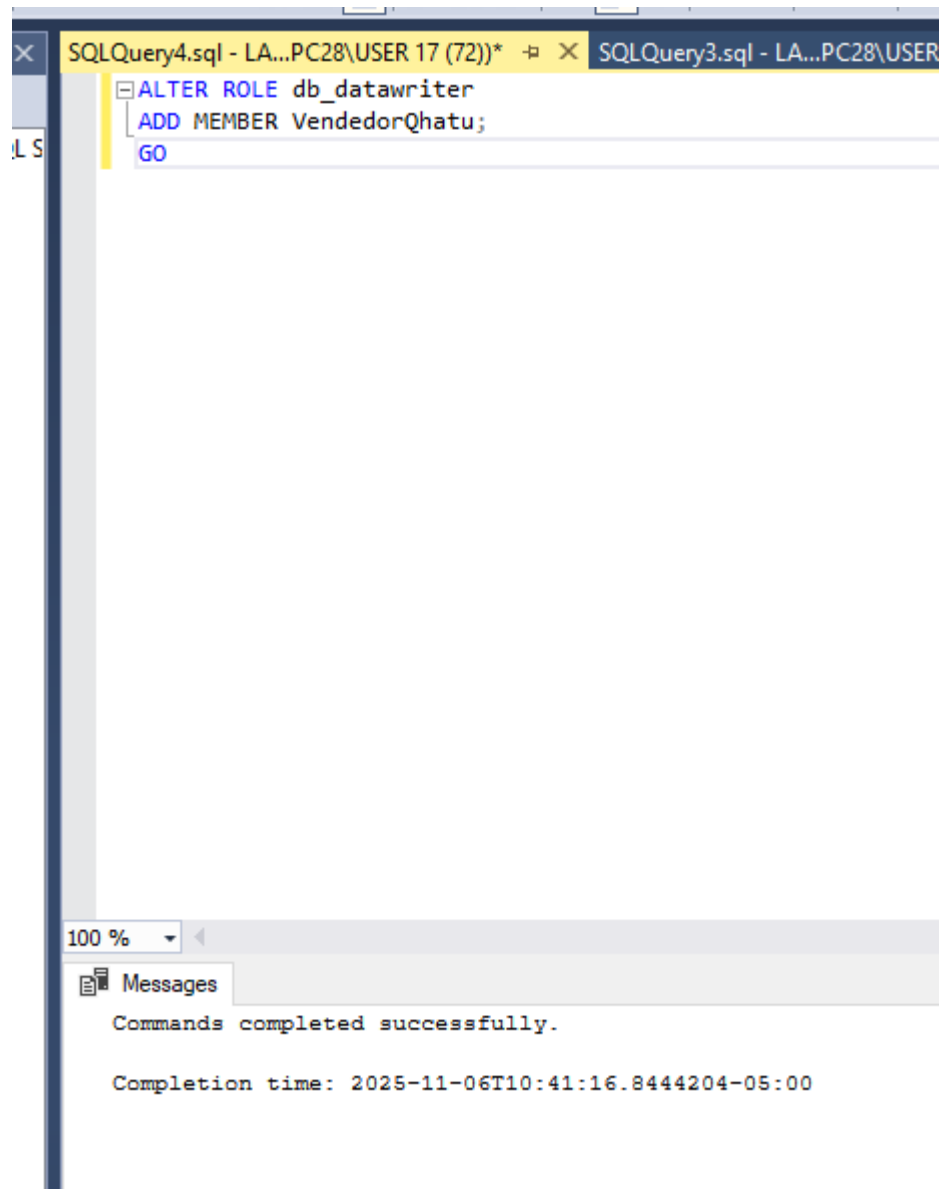 SQLQuery4.sql - LA...PC28\USER 17 (72))* SQLQuery3.sql - LA...PC28\USER
L S
ALTER ROLE db_datawriter
ADD MEMBER VendedorQhatu;
GO
100 %
Messages
Commands completed successfully.
Completion time: 2025-11-06T10:41:16.8444204-05:00